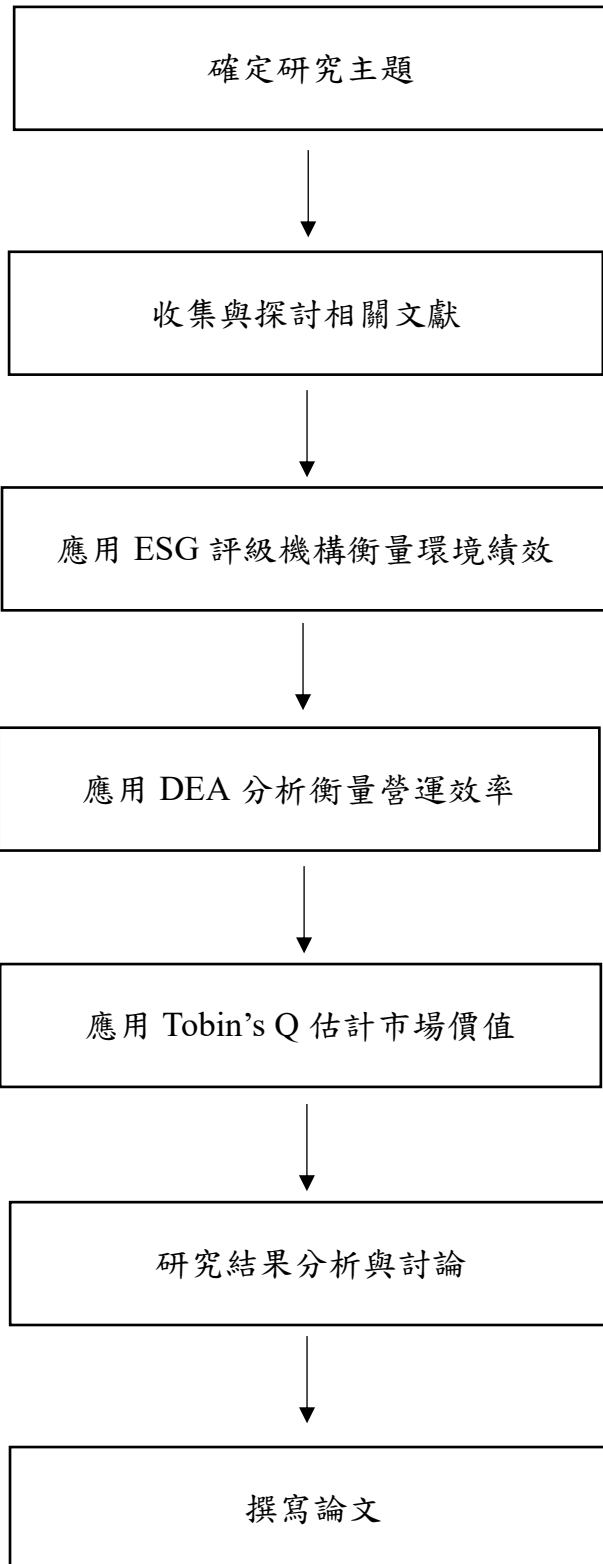 確定研究主題
收集與探討相關文獻
應用 ESG 評級機構衡量環境績效
應用 DEA 分析衡量營運效率
應用 Tobin’s Q 估計市場價值
研究結果分析與討論
撰寫論文